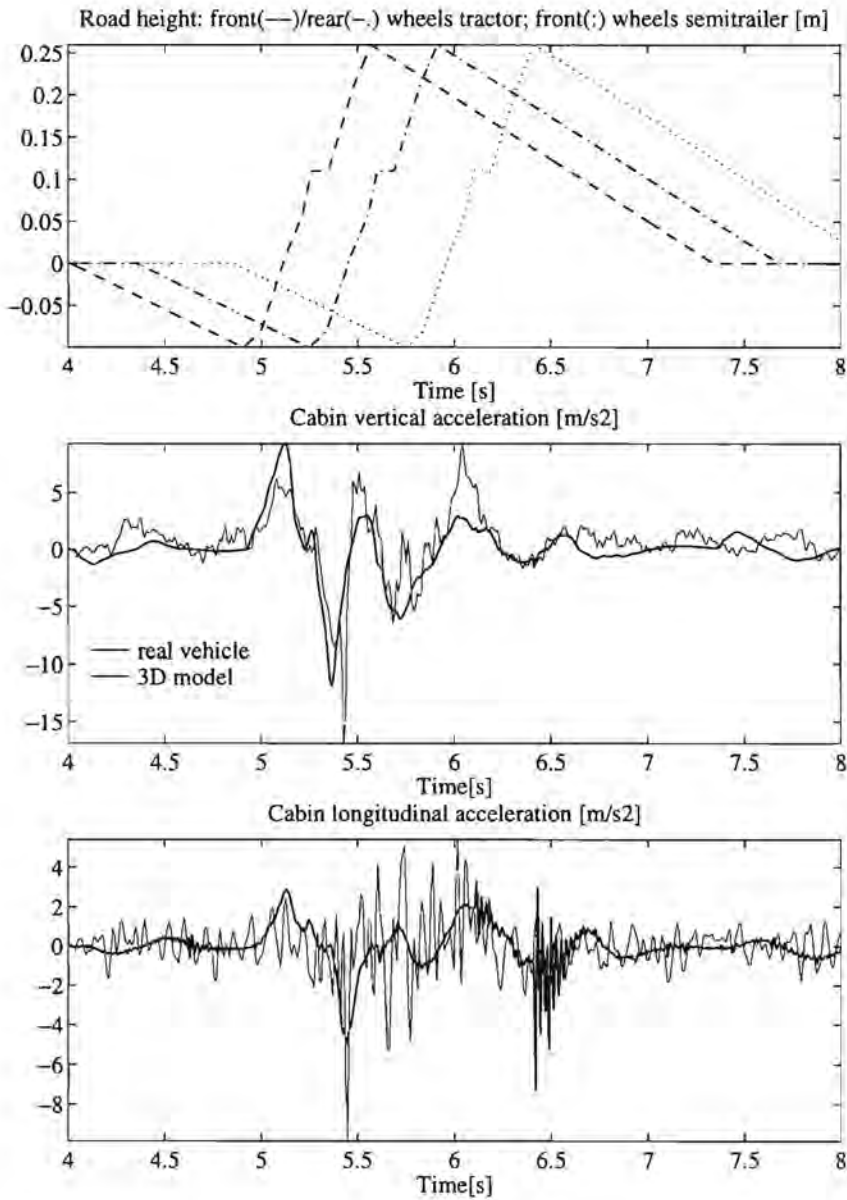 Road height: front(—–)/rear(–.) wheels tractor; front(:) wheels semitrailer [m]
0.25
0.2
0.15
0.1
0.05
0
−0.05
4 4.5 5 5.5 6 6.5 7 7.5 8
Time [s]
Cabin vertical acceleration [m/s2]
5
0
−5
−10
−15
real vehicle
3D model
4 4.5 5 5.5 6 6.5 7 7.5 8
Time[s]
Cabin longitudinal acceleration [m/s2]
4
2
0
−2
−4
−6
−8
4 4.5 5 5.5 6 6.5 7 7.5 8
Time[s]